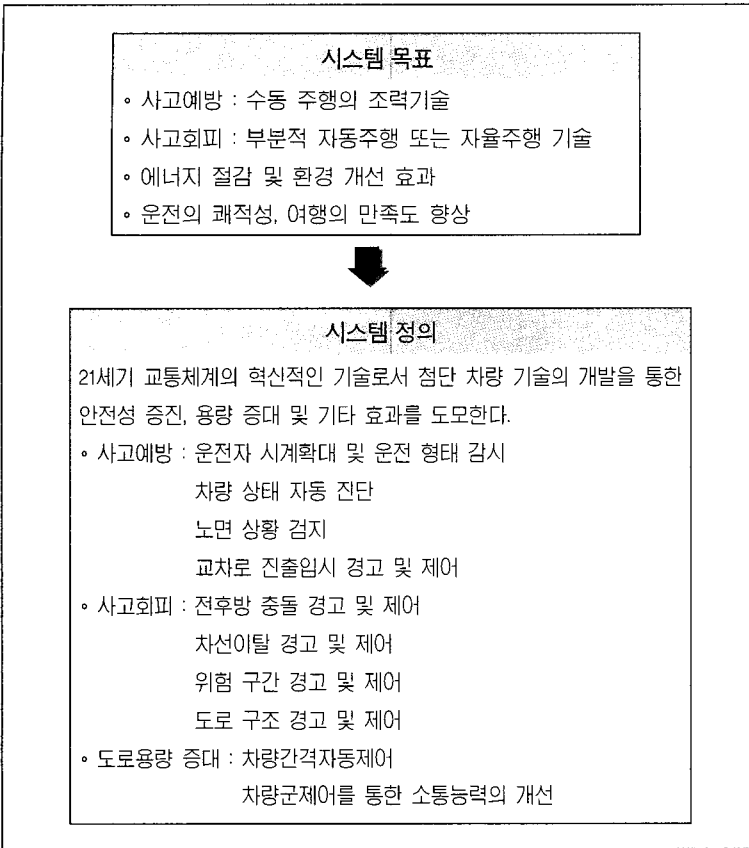 시스템 목표
◦ 사고예방 : 수동 주행의 조력기술
◦ 사고회피 : 부분적 자동주행 또는 자율주행 기술
◦ 에너지 절감 및 환경 개선 효과
◦ 운전의 쾌적성, 여행의 만족도 향상
시스템 정의
21세기 교통체계의 혁신적인 기술로서 첨단 차량 기술의 개발을 통한
안전성 증진, 용량 증대 및 기타 효과를 도모한다.
◦ 사고예방 : 운전자 시계확대 및 운전 형태 감시
차량 상태 자동 진단
노면 상황 검지
교차로 진출입시 경고 및 제어
◦ 사고회피 : 전후방 충돌 경고 및 제어
차선이탈 경고 및 제어
위험 구간 경고 및 제어
도로 구조 경고 및 제어
◦ 도로용량 증대 : 차량간격자동제어
차량군제어를 통한 소통능력의 개선